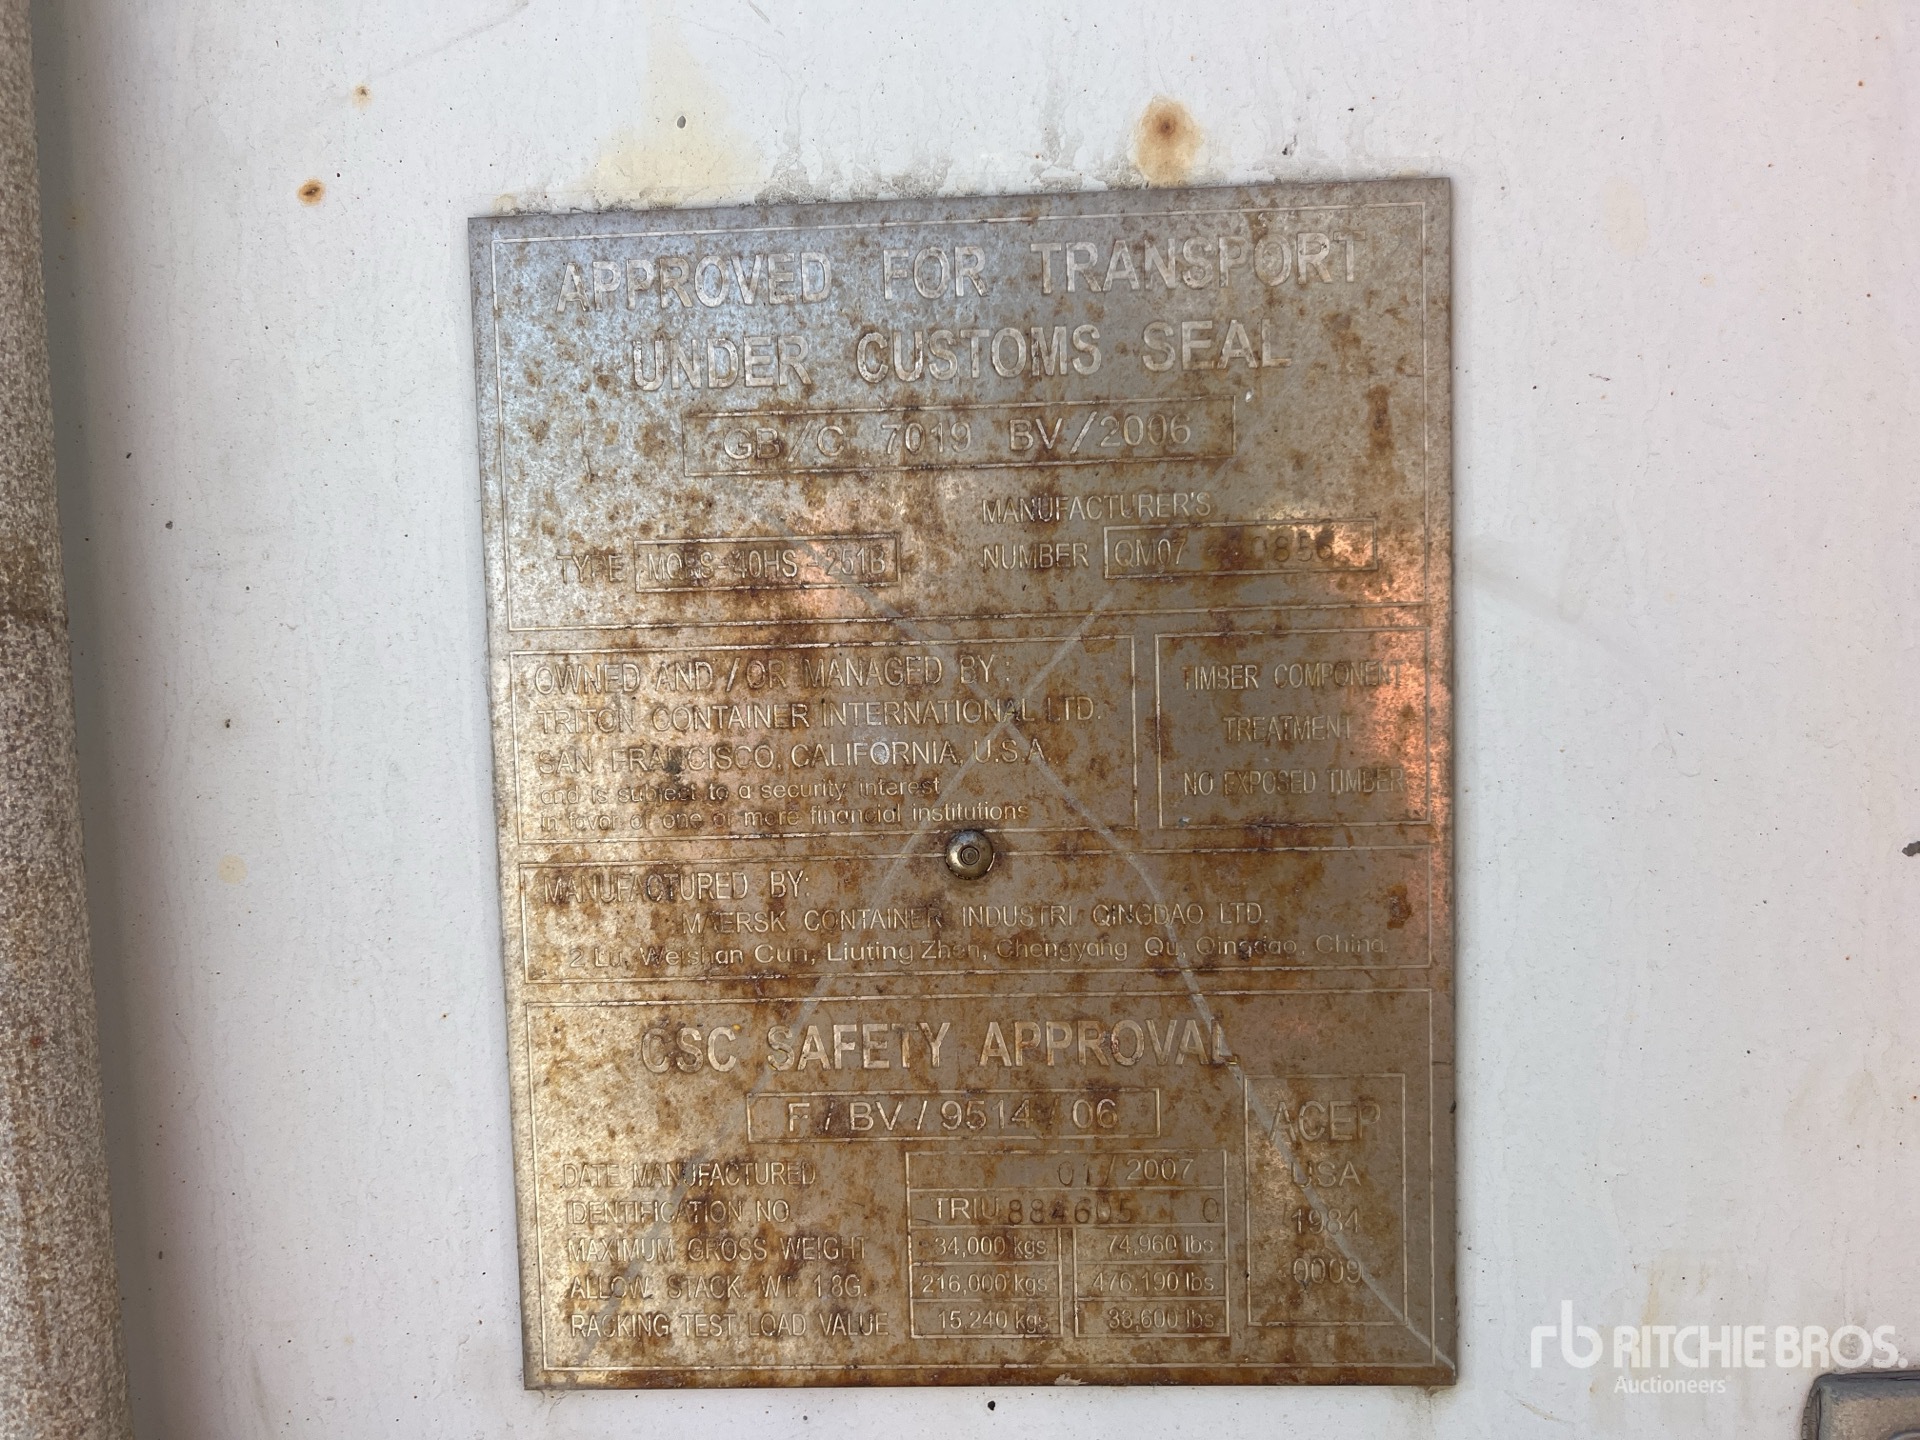 APPROVED FOR TRANSPORT
UNDER CUSTOMS SEAL
GB/C 7019 BV/2006
MANUFACTURER'S
TYPE MQRS-40HS-251B NUMBER QM07
OWNED AND/OR MANAGED BY:
TRITON CONTAINER INTERNATIONAL LTD.
SAN FRANCISCO, CALIFORNIA, U.S.A.
and is subject to a security interest
in favor of one or more financial institutions
TIMBER COMPONENT
TREATMENT
NO EXPOSED TIMBER
MANUFACTURED BY:
MAERSK CONTAINER INDUSTRI QINGDAO LTD.
2 Lu, Weishan Cun, Liuting Zhen, Chengyang Qu, Qingdao, China
CSC SAFETY APPROVAL
F/BV/9514/06
DATE MANUFACTURED 01/2007
IDENTIFICATION NO. TRIU 884605 0
MAXIMUM GROSS WEIGHT 34,000 kgs 74,960 lbs
ALLOW. STACK. WT. 1.8G. 216,000 kgs 476,190 lbs
RACKING TEST LOAD VALUE 15,240 kgs 33,600 lbs
ACEP
USA
1984
0009
rb RITCHIE BROS.
Auctioneers